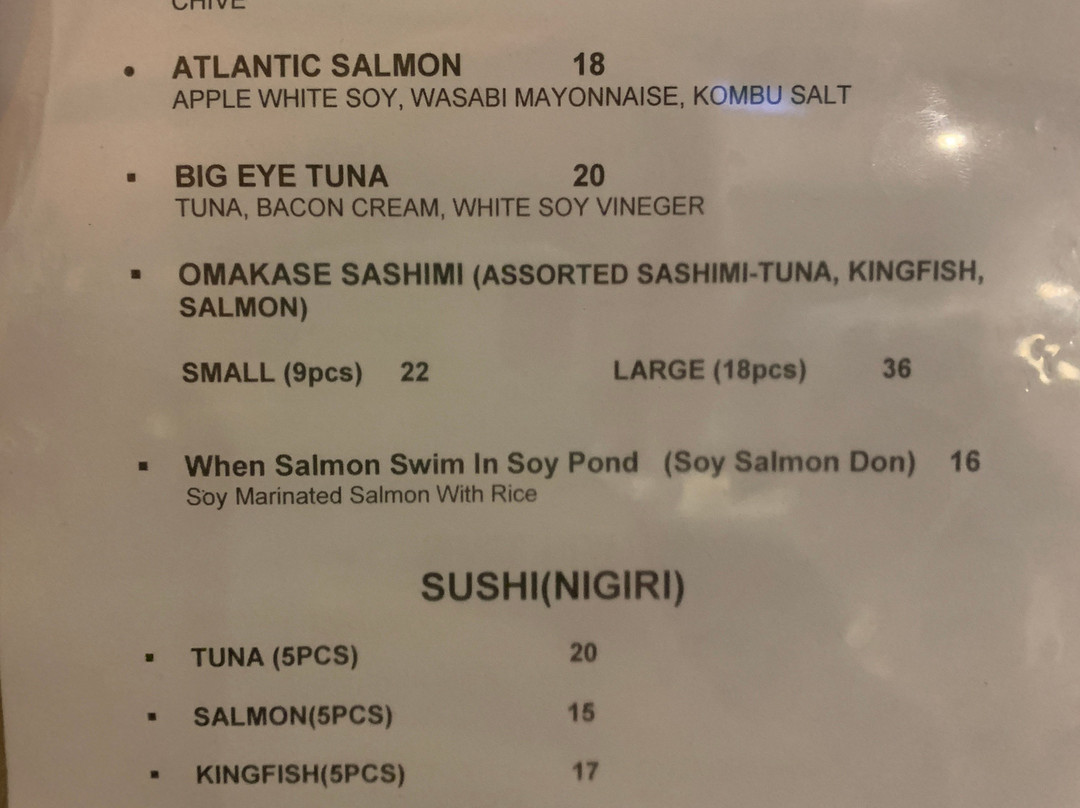 CHIVE
• ATLANTIC SALMON 18
APPLE WHITE SOY, WASABI MAYONNAISE, KOMBU SALT
▪ BIG EYE TUNA 20
TUNA, BACON CREAM, WHITE SOY VINEGER
▪ OMAKASE SASHIMI (ASSORTED SASHIMI-TUNA, KINGFISH,
SALMON)
SMALL (9pcs) 22 LARGE (18pcs) 36
▪ When Salmon Swim In Soy Pond (Soy Salmon Don) 16
Soy Marinated Salmon With Rice
SUSHI(NIGIRI)
▪ TUNA (5PCS) 20
▪ SALMON(5PCS) 15
▪ KINGFISH(5PCS) 17